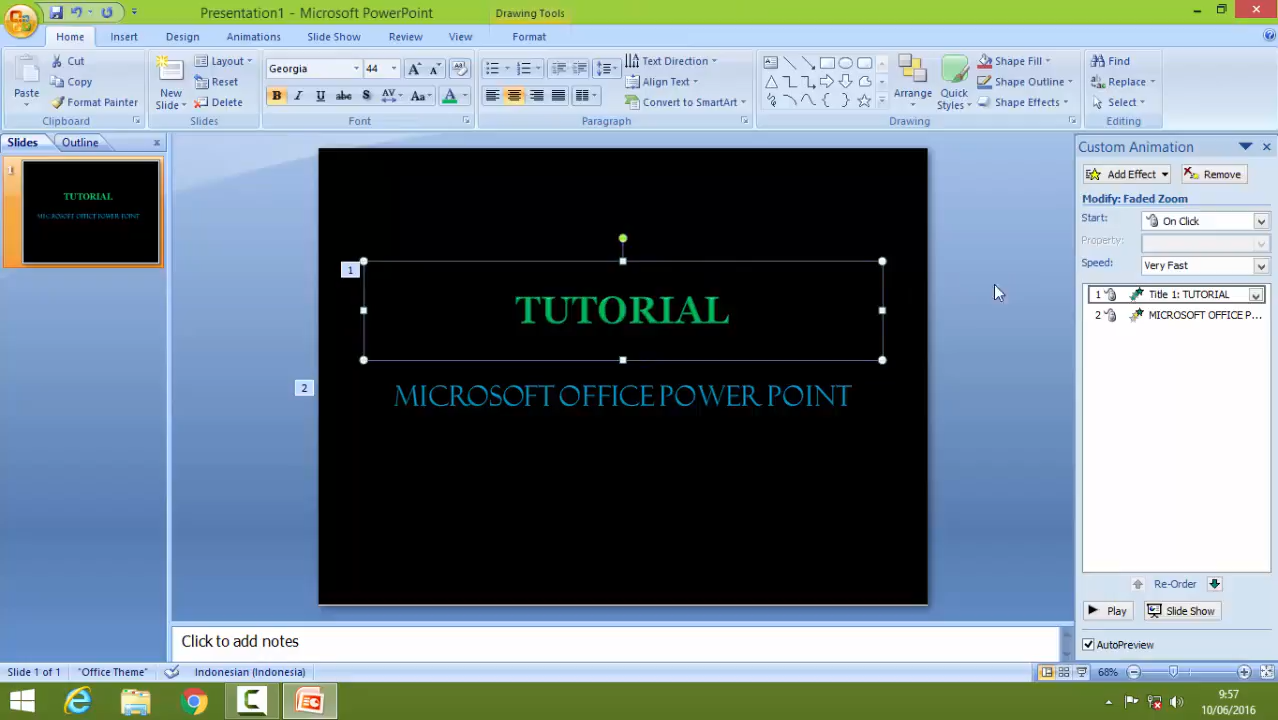 Presentation1 - Microsoft PowerPoint
Drawing Tools
Home Insert Design Animations Slide Show Review View Format
Paste
Cut
Copy
Format Painter
Clipboard
New Slide
Layout
Reset
Delete
Slides
Georgia 44
B I U abc S AV Aa A
Font
Text Direction
Align Text
Convert to SmartArt
Paragraph
Arrange
Quick Styles
Shape Fill
Shape Outline
Shape Effects
Drawing
Find
Replace
Select
Editing
Slides Outline
1
TUTORIAL
MICROSOFT OFFICE POWER POINT
1
TUTORIAL
2
MICROSOFT OFFICE POWER POINT
Click to add notes
Custom Animation
Add Effect Remove
Modify: Faded Zoom
Start: On Click
Property:
Speed: Very Fast
1 Title 1: TUTORIAL
2 MICROSOFT OFFICE P...
Re-Order
Play Slide Show
AutoPreview
Slide 1 of 1 "Office Theme" Indonesian (Indonesia) 68%
9:57
10/06/2016